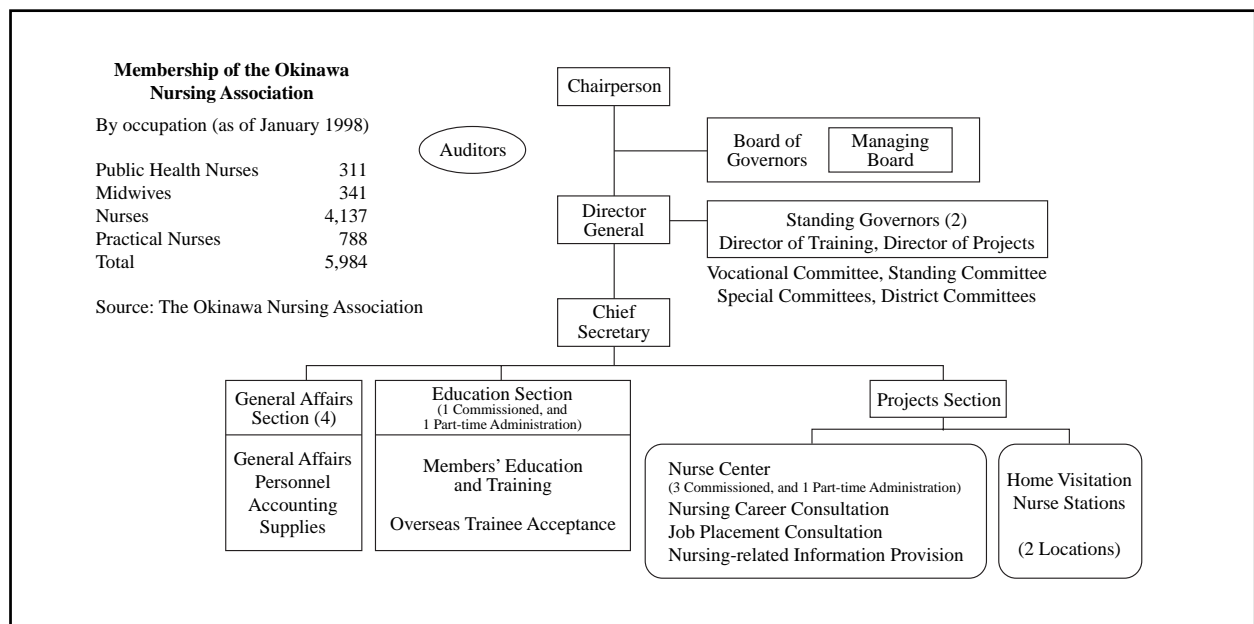 Membership of the Okinawa
Nursing Association
By occupation (as of January 1998)
Public Health Nurses 311
Midwives 341
Nurses 4,137
Practical Nurses 788
Total 5,984
Source: The Okinawa Nursing Association
Chairperson
Auditors
Board of
Governors
Managing
Board
Director
General
Standing Governors (2)
Director of Training, Director of Projects
Vocational Committee, Standing Committee
Special Committees, District Committees
Chief
Secretary
General Affairs
Section (4)
General Affairs
Personnel
Accounting
Supplies
Education Section
(1 Commissioned, and
1 Part-time Administration)
Members’ Education
and Training
Overseas Trainee Acceptance
Projects Section
Nurse Center
(3 Commissioned, and 1 Part-time Administration)
Nursing Career Consultation
Job Placement Consultation
Nursing-related Information Provision
Home Visitation
Nurse Stations
(2 Locations)